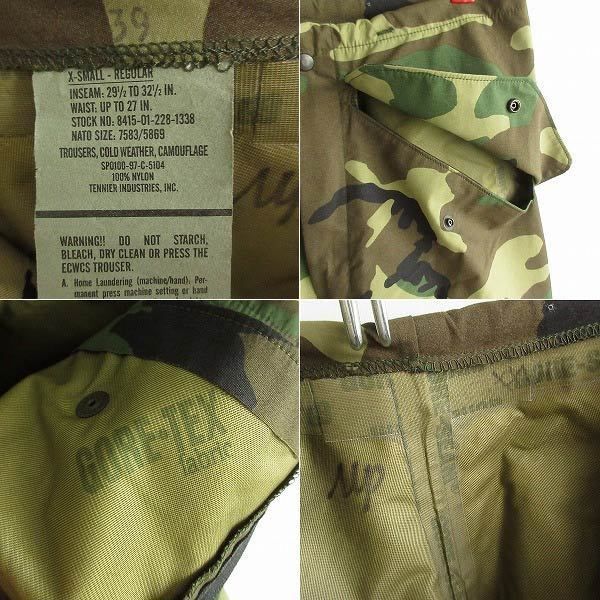 39
X-SMALL - REGULAR
INSEAM: 29½ TO 32½ IN.
WAIST: UP TO 27 IN.
STOCK NO: 8415-01-228-1338
NATO SIZE: 7583/5869
TROUSERS, COLD WEATHER, CAMOUFLAGE
SPO100-97-C-5104
100% NYLON
TENNIER INDUSTRIES, INC.
WARNING!! DO NOT STARCH,
BLEACH, DRY CLEAN OR PRESS THE
ECWCS TROUSER.
A. Home Laundering (machine/hand). Per-
manent press machine setting or hand
GORE-TEX
fabric